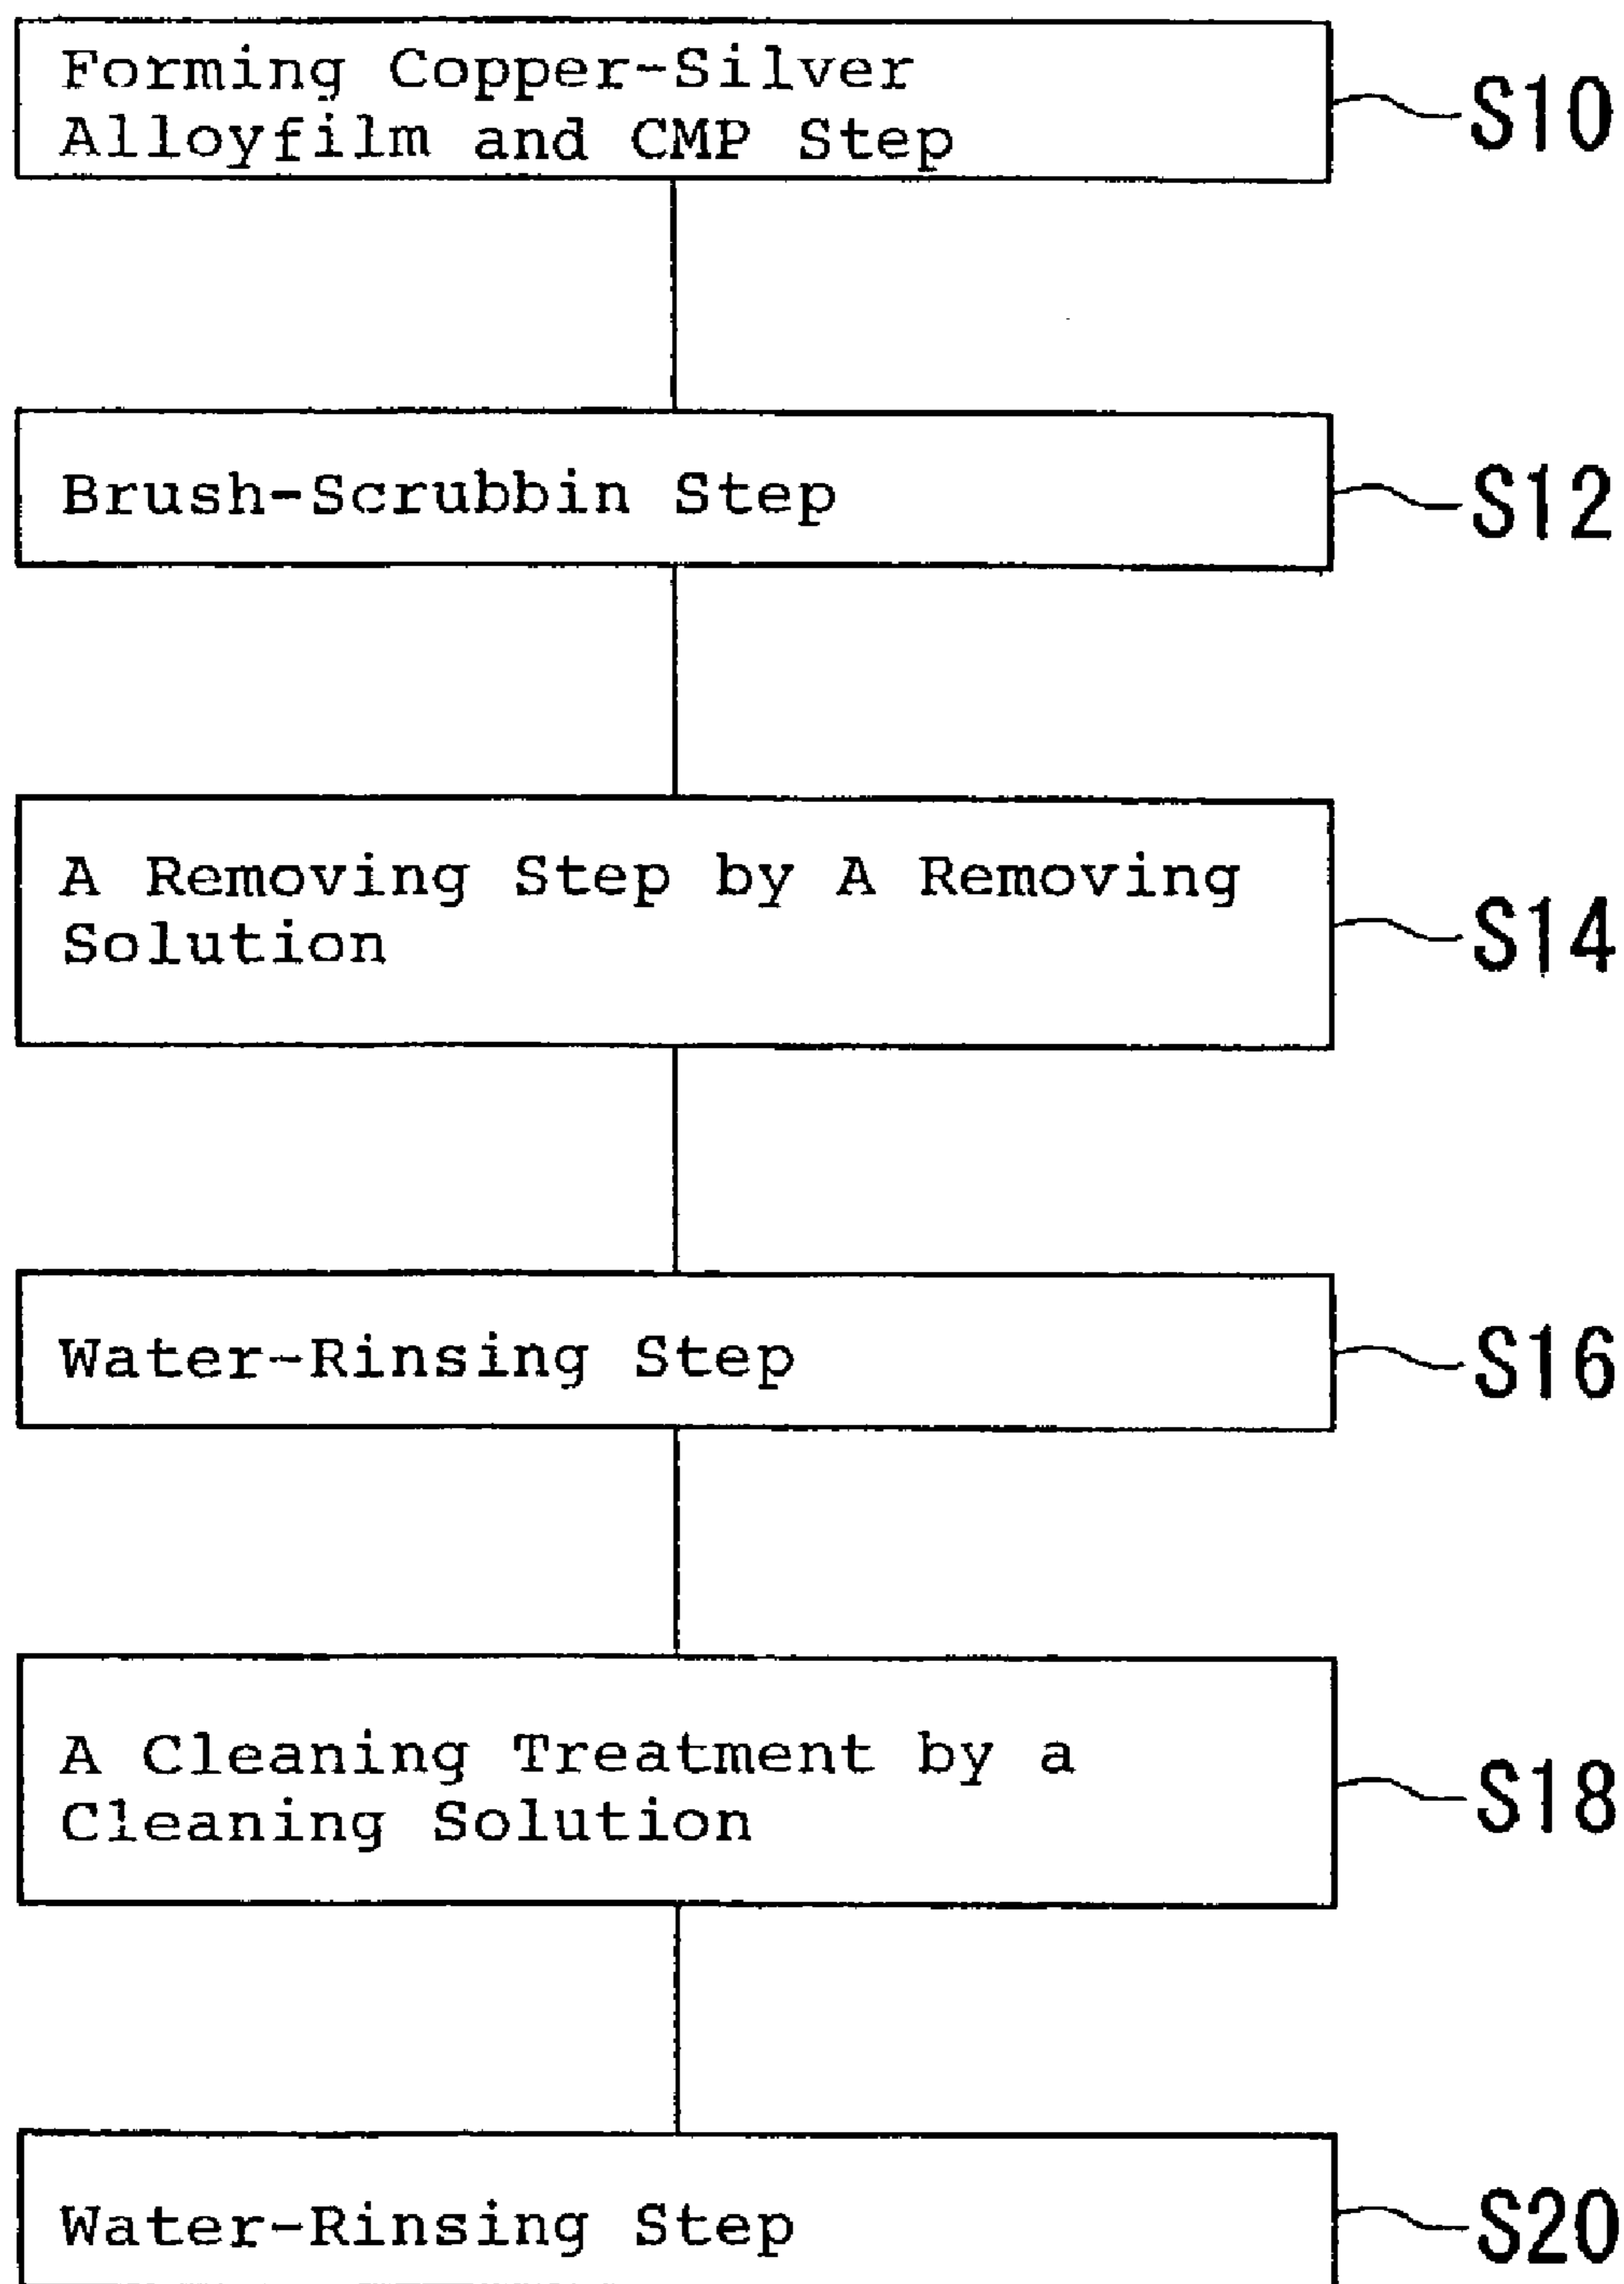 Forming Copper-Silver
Alloyfilm and CMP Step
S10
Brush-Scrubbin Step
S12
A Removing Step by A Removing
Solution
S14
Water-Rinsing Step
S16
A Cleaning Treatment by a
Cleaning Solution
S18
Water-Rinsing Step
S20